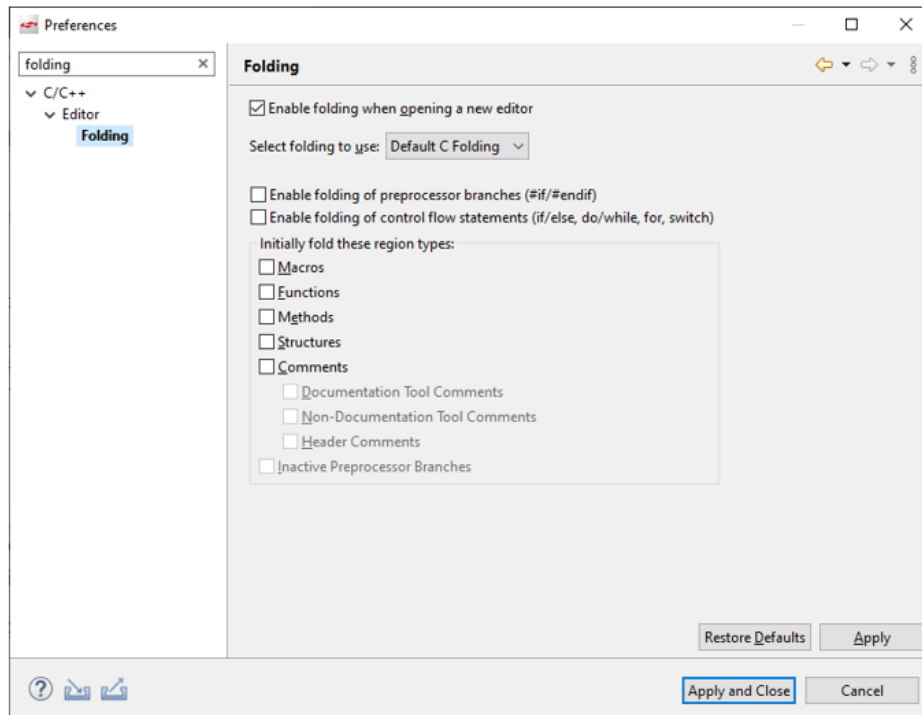 Preferences
folding
C/C++
Editor
Folding
Folding
Enable folding when opening a new editor
Select folding to use: Default C Folding
Enable folding of preprocessor branches (#if/#endif)
Enable folding of control flow statements (if/else, do/while, for, switch)
Initially fold these region types:
Macros
Functions
Methods
Structures
Comments
Documentation Tool Comments
Non-Documentation Tool Comments
Header Comments
Inactive Preprocessor Branches
Restore Defaults Apply
Apply and Close Cancel